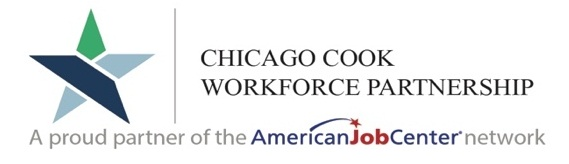 CHICAGO COOK
WORKFORCE PARTNERSHIP
A proud partner of the AmericanJobCenter® network